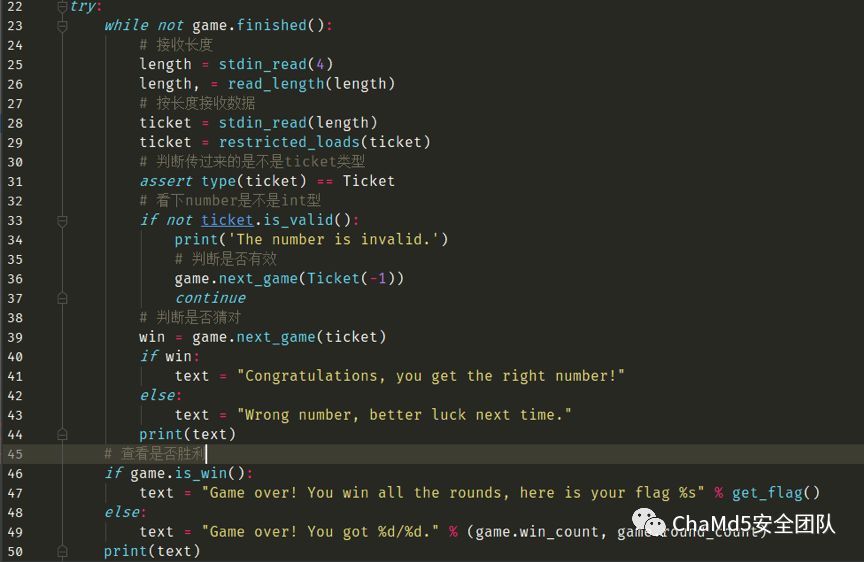 22 try:
23 while not game.finished():
24 # 接收长度
25 length = stdin_read(4)
26 length, = read_length(length)
27 # 按长度接收数据
28 ticket = stdin_read(length)
29 ticket = restricted_loads(ticket)
30 # 判断传过来的是不是ticket类型
31 assert type(ticket) == Ticket
32 # 看下number是不是int型
33 if not ticket.is_valid():
34 print('The number is invalid.')
35 # 判断是否有效
36 game.next_game(Ticket(-1))
37 continue
38 # 判断是否猜对
39 win = game.next_game(ticket)
40 if win:
41 text = "Congratulations, you get the right number!"
42 else:
43 text = "Wrong number, better luck next time."
44 print(text)
45 # 查看是否胜利
46 if game.is_win():
47 text = "Game over! You win all the rounds, here is your flag %s" % get_flag()
48 else:
49 text = "Game over! You got %d/%d." % (game.win_count, game.round_count)
50 print(text)
ChaMd5安全团队